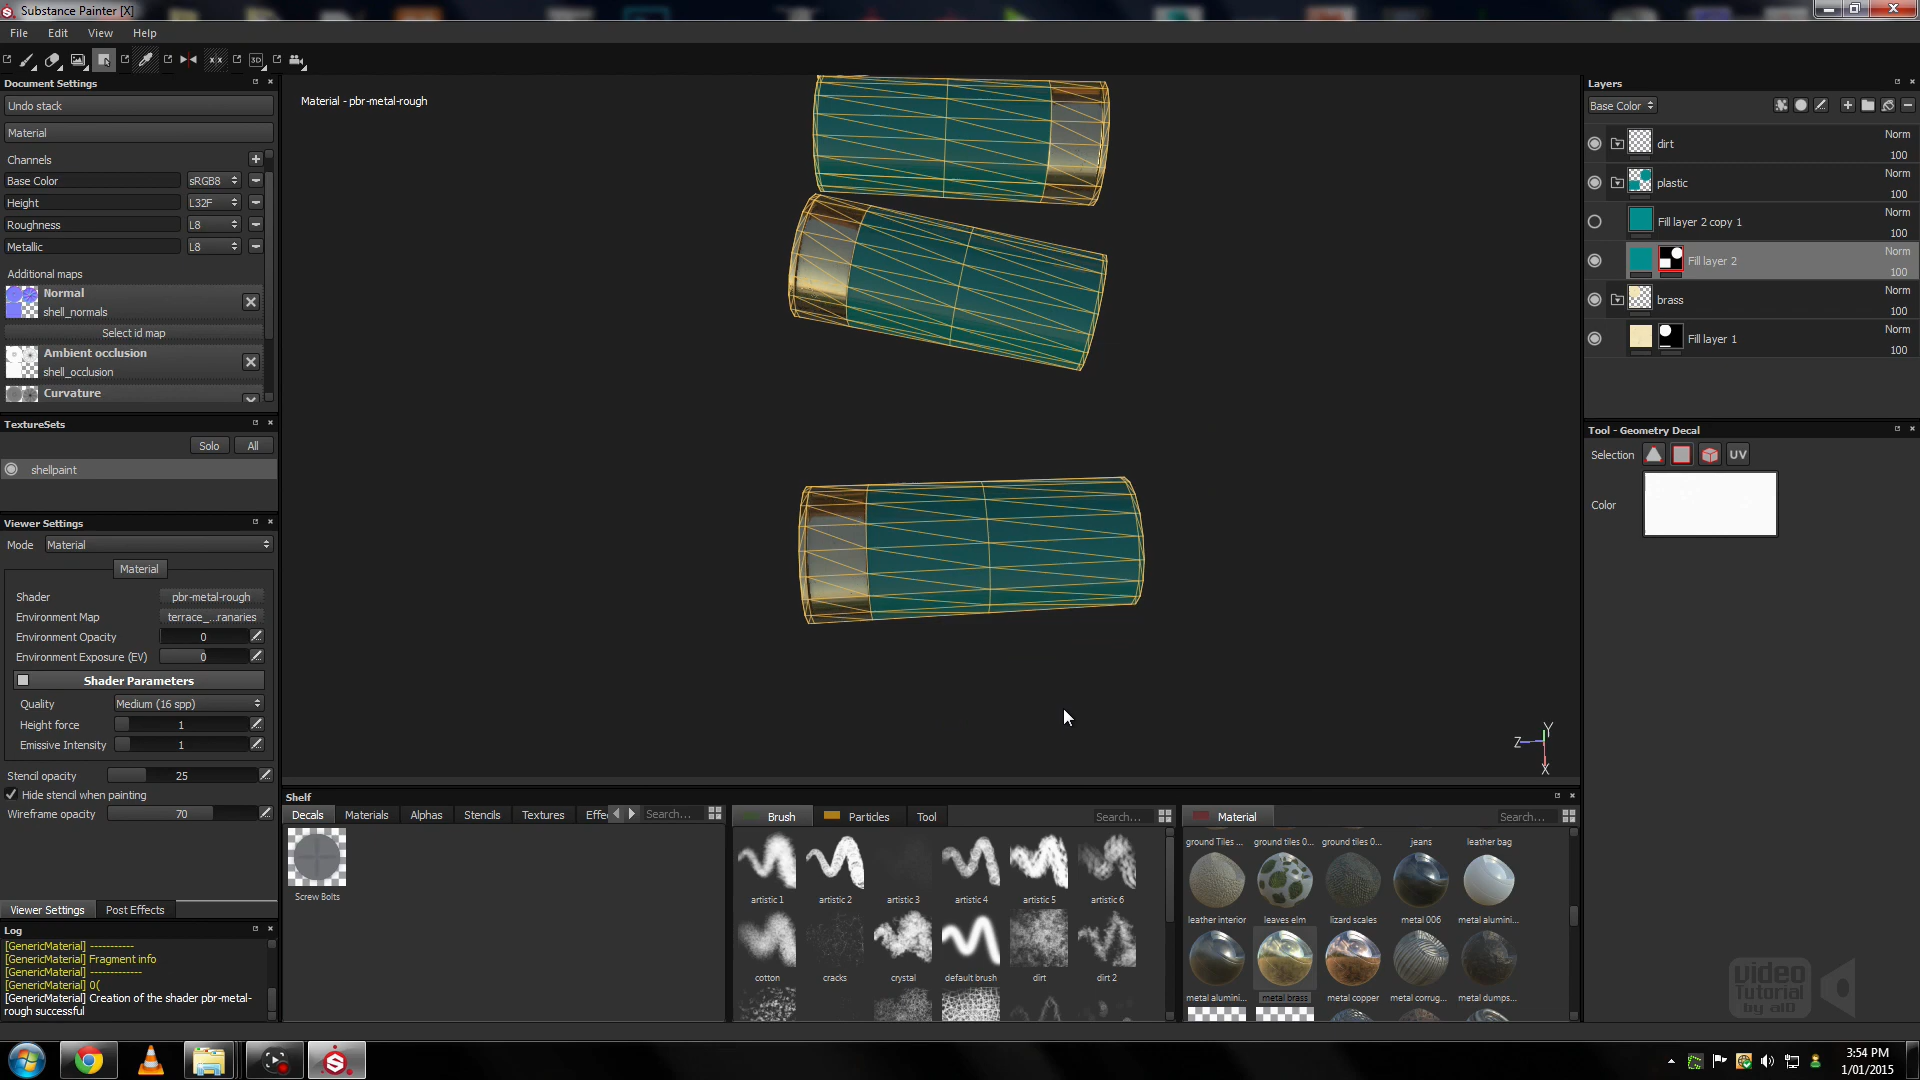 Substance Painter [X]
File Edit View Help
Document Settings
Undo stack
Material
Channels
Base Color sRGB8
Height L32F
Roughness L8
Metallic L8
Additional maps
Normal
shell_normals
Select id map
Ambient occlusion
shell_occlusion
Curvature
TextureSets
Solo All
shellpaint
Viewer Settings
Mode Material
Material
Shader pbr-metal-rough
Environment Map terrace_...ranaries
Environment Opacity 0
Environment Exposure (EV) 0
Shader Parameters
Quality Medium (16 spp)
Height force 1
Emissive Intensity 1
Stencil opacity 25
Hide stencil when painting
Wireframe opacity 70
Viewer Settings Post Effects
Log
[GenericMaterial] -----------
[GenericMaterial] Fragment info
[GenericMaterial] -------------
[GenericMaterial] 0(
[GenericMaterial] Creation of the shader pbr-metal-
rough successful
Material - pbr-metal-rough
3D
Z Y X
Shelf
Decals Materials Alphas Stencils Textures Effe Search...
Screw Bolts
Brush Particles Tool Search...
artistic 1 artistic 2 artistic 3 artistic 4 artistic 5 artistic 6
cotton cracks crystal default brush dirt dirt 2
Material Search...
ground Tiles ... ground tiles 0... ground tiles 0... jeans leather bag
leather interior leaves elm lizard scales metal 006 metal alumini...
metal alumini... metal brass metal copper metal corrug... metal dumps...
Layers
Base Color
dirt Norm 100
plastic Norm 100
Fill layer 2 copy 1 Norm 100
Fill layer 2 Norm 100
brass Norm 100
Fill layer 1 Norm 100
Tool - Geometry Decal
Selection UV
Color
video
Tutorial
by al0
3:54 PM
1/01/2015